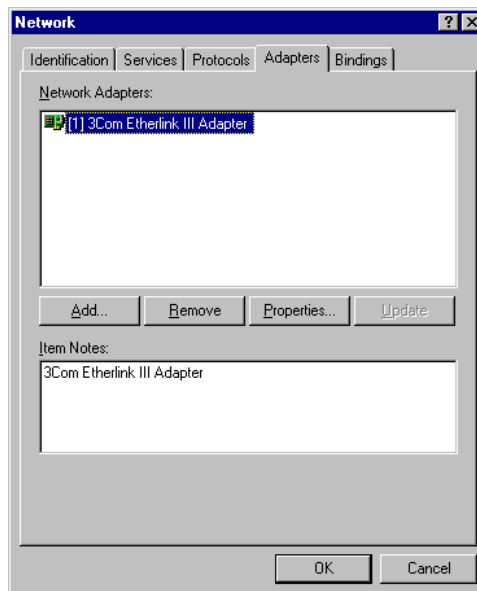 Network
Identification Services Protocols Adapters Bindings
Network Adapters:
[1] 3Com Etherlink III Adapter
Add... Remove Properties... Update
Item Notes:
3Com Etherlink III Adapter
OK Cancel